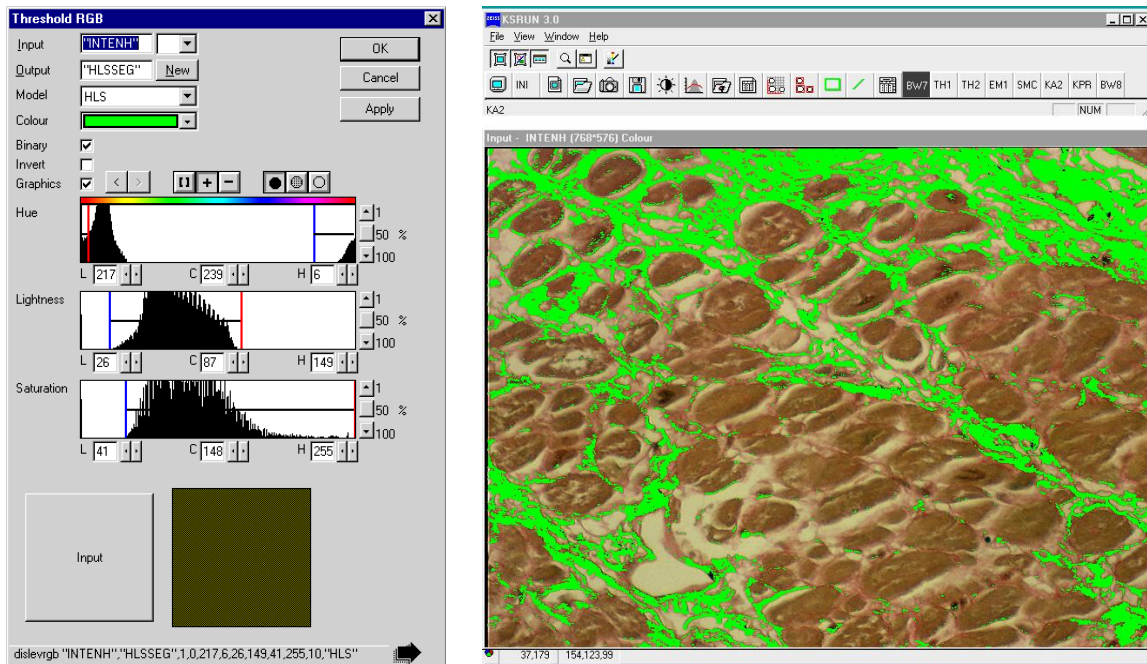 Threshold RGB
Input "INTENH"
OK
Output "HLSSEG" New
Cancel
Model HLS
Apply
Colour
Binary
Invert
Graphics < > [] + -
Hue 1
50 %
100
L 217 C 239 H 6
Lightness 1
50 %
100
L 26 C 87 H 149
Saturation 1
50 %
100
L 41 C 148 H 255
Input
dislevrgb "INTENH","HLSSEG",1,0,217,6,26,149,41,255,10,"HLS"
ZEISS KSRUN 3.0
File View Window Help
INI BW7 TH1 TH2 EM1 SMC KA2 KPR BW8
KA2 NUM
Input - INTENH (768*576) Colour
37,179 154,123,99